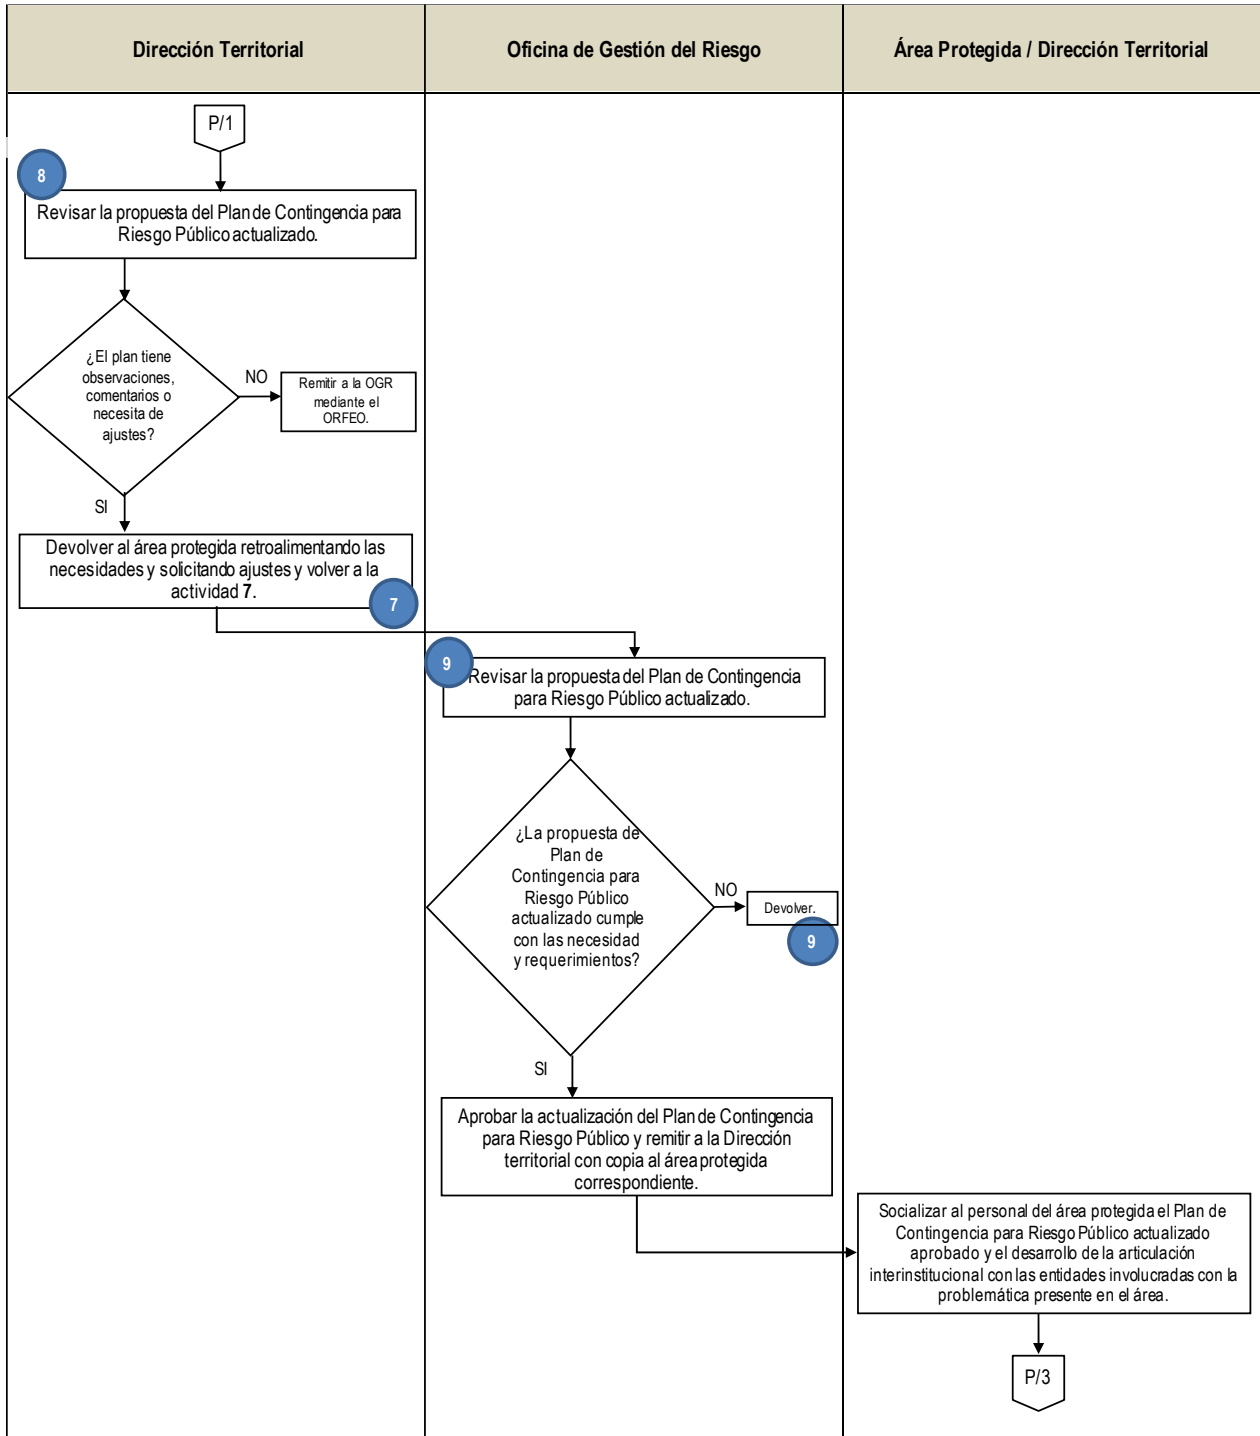 Dirección Territorial
Oficina de Gestión del Riesgo
Área Protegida / Dirección Territorial
P/1
8
Revisar la propuesta del Plan de Contingencia para
Riesgo Público actualizado.
¿El plan tiene
observaciones,
comentarios o
necesita de
ajustes?
NO
Remitir a la OGR
mediante el
ORFEO.
SI
Devolver al área protegida retroalimentando las
necesidades y solicitando ajustes y volver a la
actividad 7.
7
9
Revisar la propuesta del Plan de Contingencia
para Riesgo Público actualizado.
¿La propuesta de
Plan de
Contingencia para
Riesgo Público
actualizado cumple
con las necesidad
y requerimientos?
NO
Devolver.
9
SI
Aprobar la actualización del Plan de Contingencia
para Riesgo Público y remitir a la Dirección
territorial con copia al área protegida
correspondiente.
Socializar al personal del área protegida el Plan de
Contingencia para Riesgo Público actualizado
aprobado y el desarrollo de la articulación
interinstitucional con las entidades involucradas con la
problemática presente en el área.
P/3